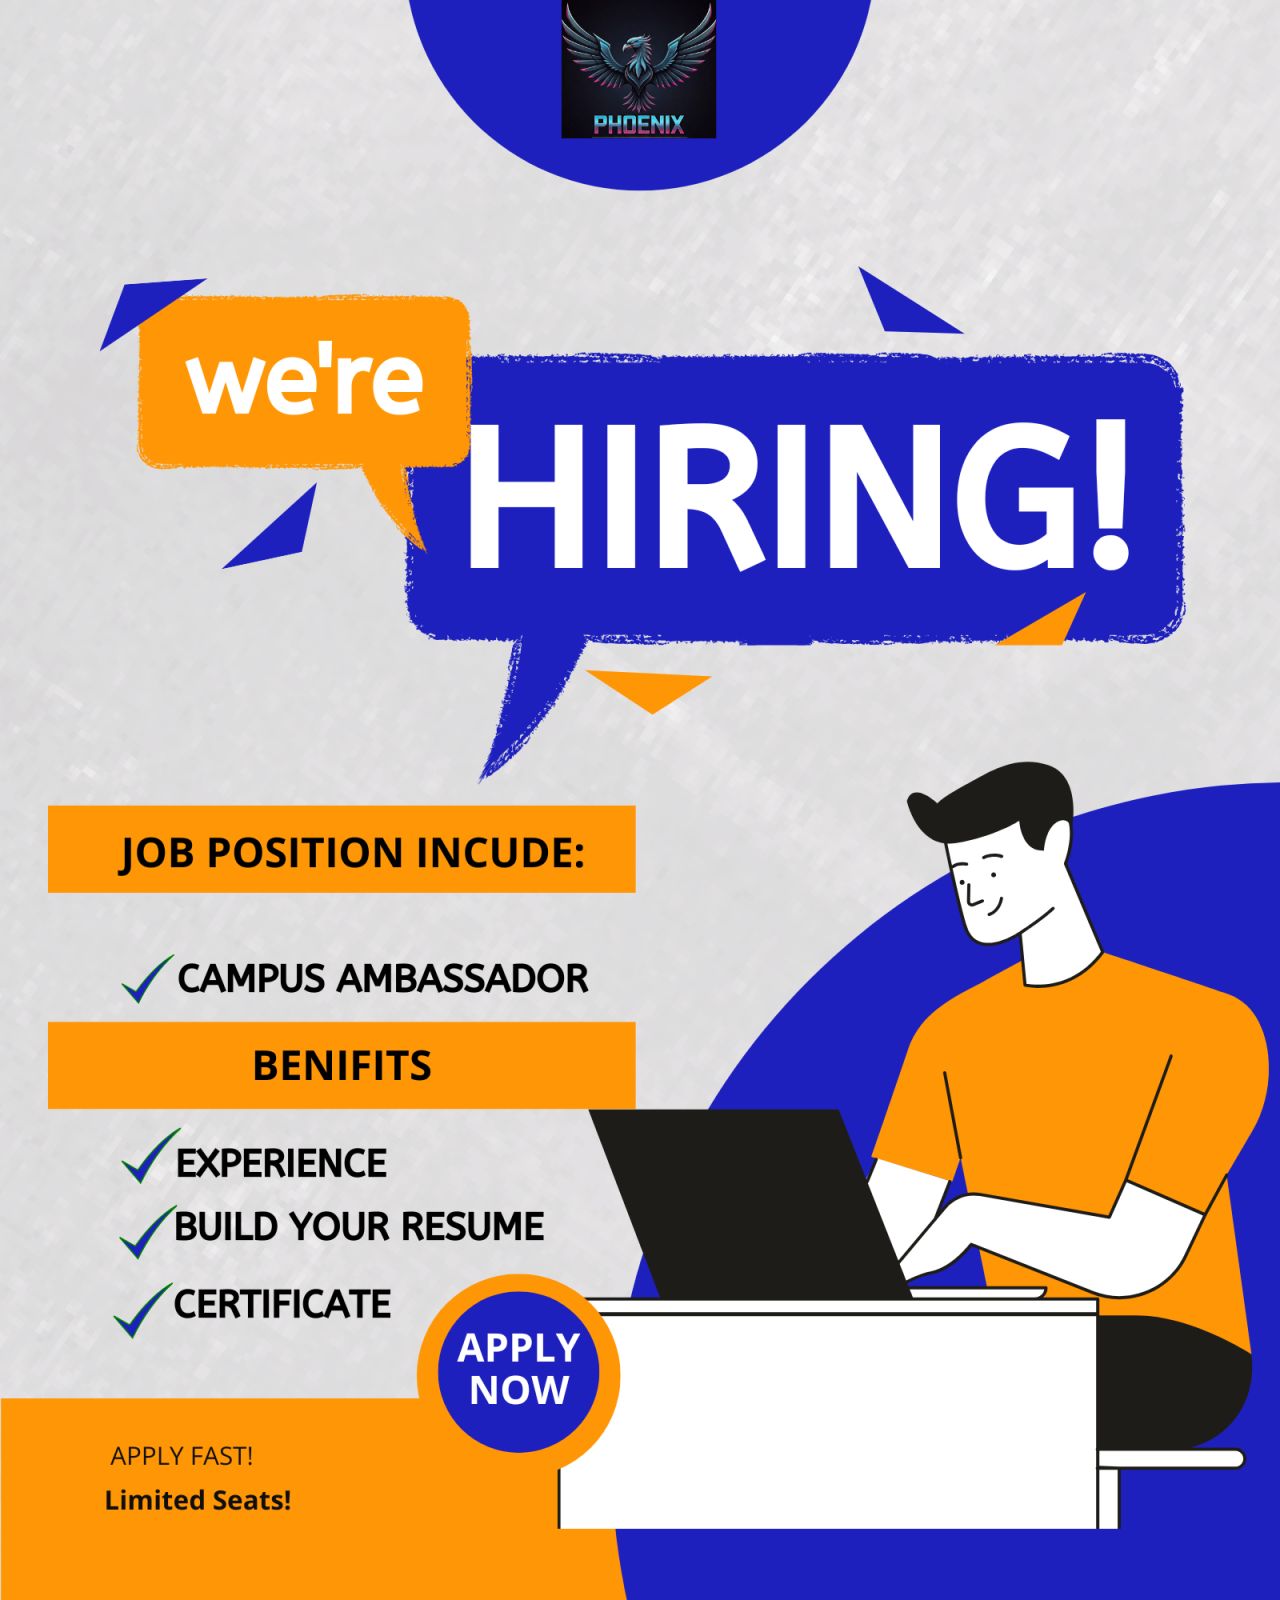 PHOENIX
we're
HIRING!
JOB POSITION INCUDE:
CAMPUS AMBASSADOR
BENIFITS
EXPERIENCE
BUILD YOUR RESUME
CERTIFICATE
APPLY
NOW
APPLY FAST!
Limited Seats!